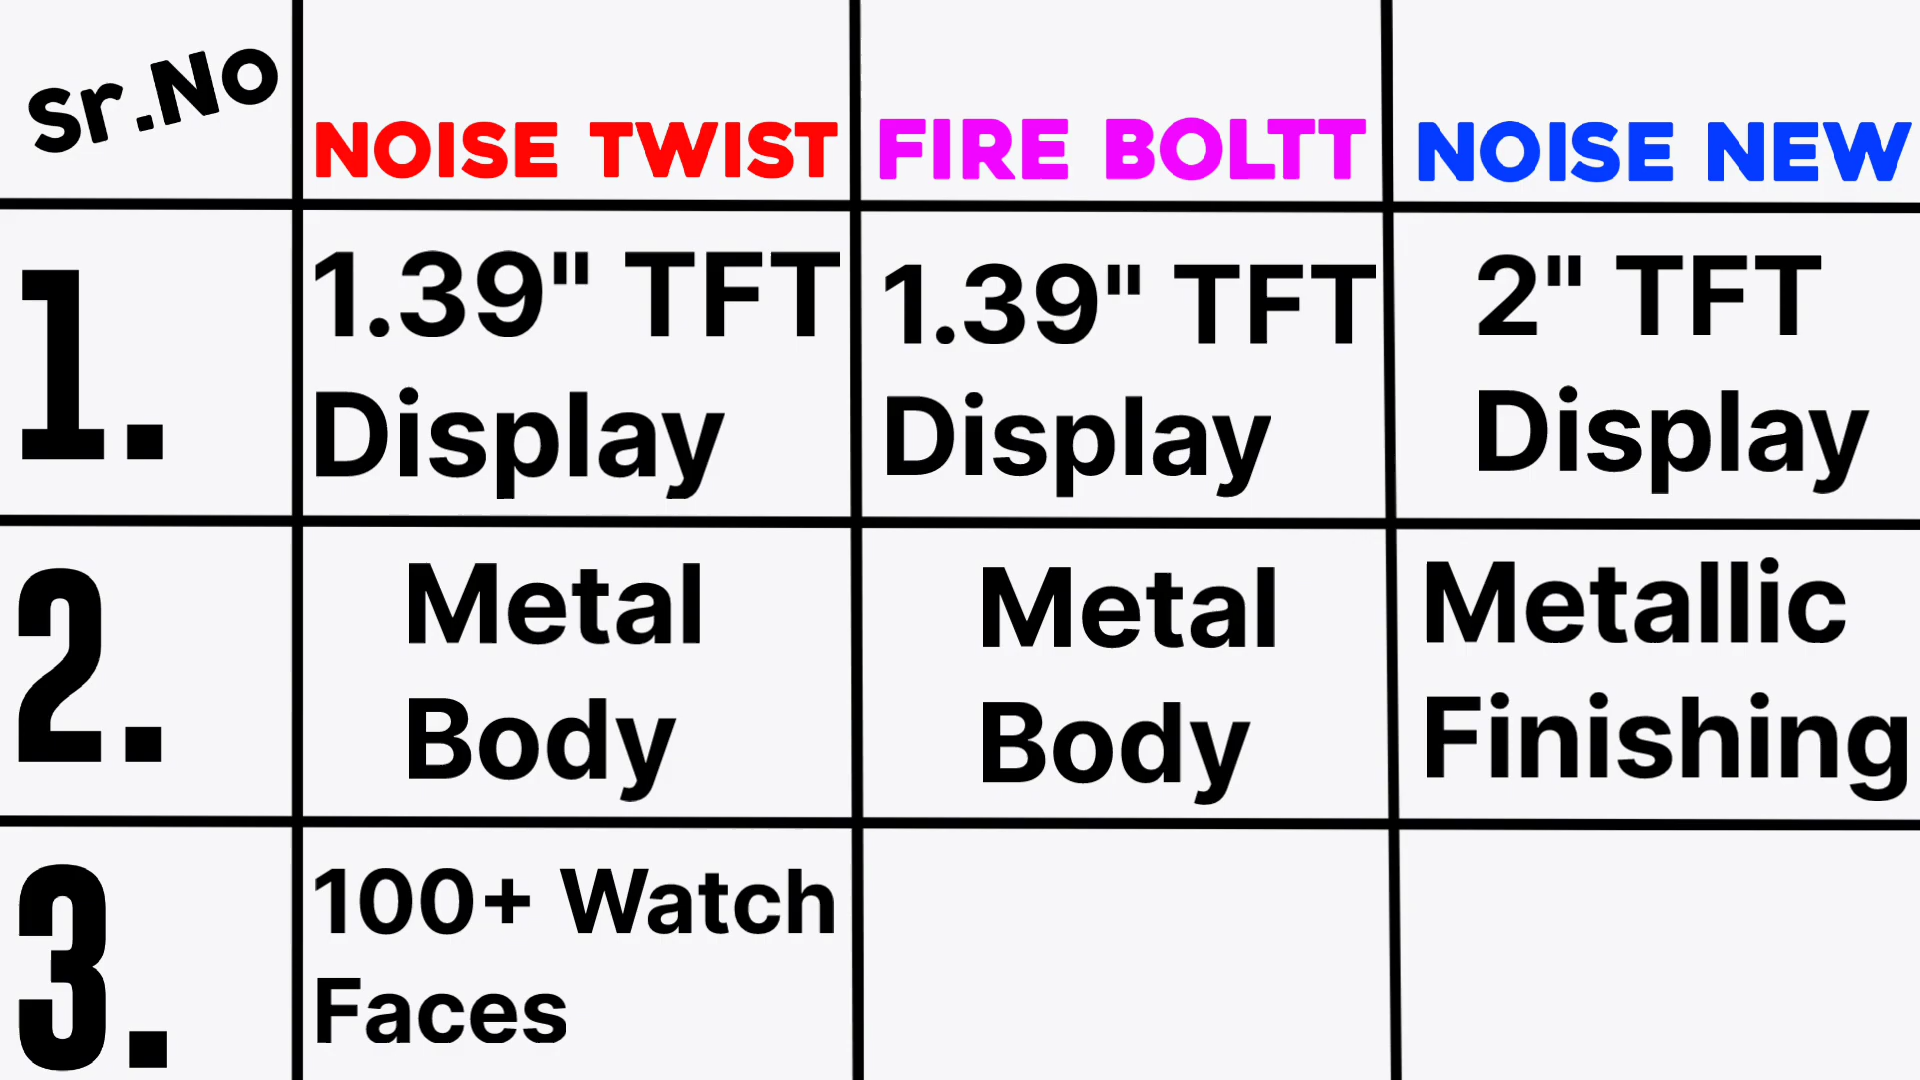 Sr.No
NOISE TWIST
FIRE BOLTT
NOISE NEW
1.
1.39" TFT
Display
1.39" TFT
Display
2" TFT
Display
2.
Metal
Body
Metal
Body
Metallic
Finishing
3.
100+ Watch
Faces